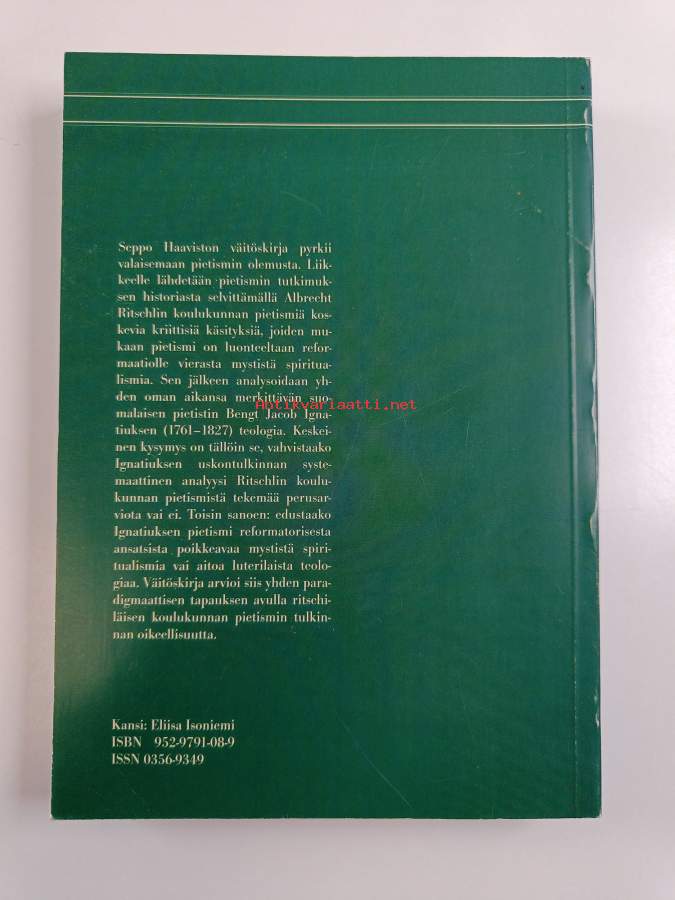 Seppo Haaviston väitöskirja pyrkii
valaisemaan pietismin olemusta. Liik-
keelle lähdetään pietismin tutkimuk-
sen historiasta selvittämällä Albrecht
Ritschlin koulukunnan pietismiä kos-
kevia kriittisiä käsityksiä, joiden mu-
kaan pietismi on luonteeltaan refor-
maatiolle vierasta mystistä spiritua-
lismia. Sen jälkeen analysoidaan yh-
den oman aikansa merkittävän suo-
malaisen pietistin Bengt Jacob Igna-
tiuksen (1761–1827) teologia. Keskei-
nen kysymys on tällöin se, vahvistaako
Ignatiuksen uskontulkinnan syste-
maattinen analyysi Ritschlin koulu-
kunnan pietismistä tekemää perusar-
viota vai ei. Toisin sanoen: edustaako
Ignatiuksen pietismi reformatorisesta
ansatsista poikkeavaa mystistä spiri-
tualismia vai aitoa luterilaista teolo-
giaa. Väitöskirja arvioi siis yhden para-
digmaattisen tapauksen avulla ritschi-
läisen koulukunnan pietismin tulkin-
nan oikeellisuutta.
Antikvariaatti.net
Kansi: Eliisa Isoniemi
ISBN 952-9791-08-9
ISSN 0356-9349